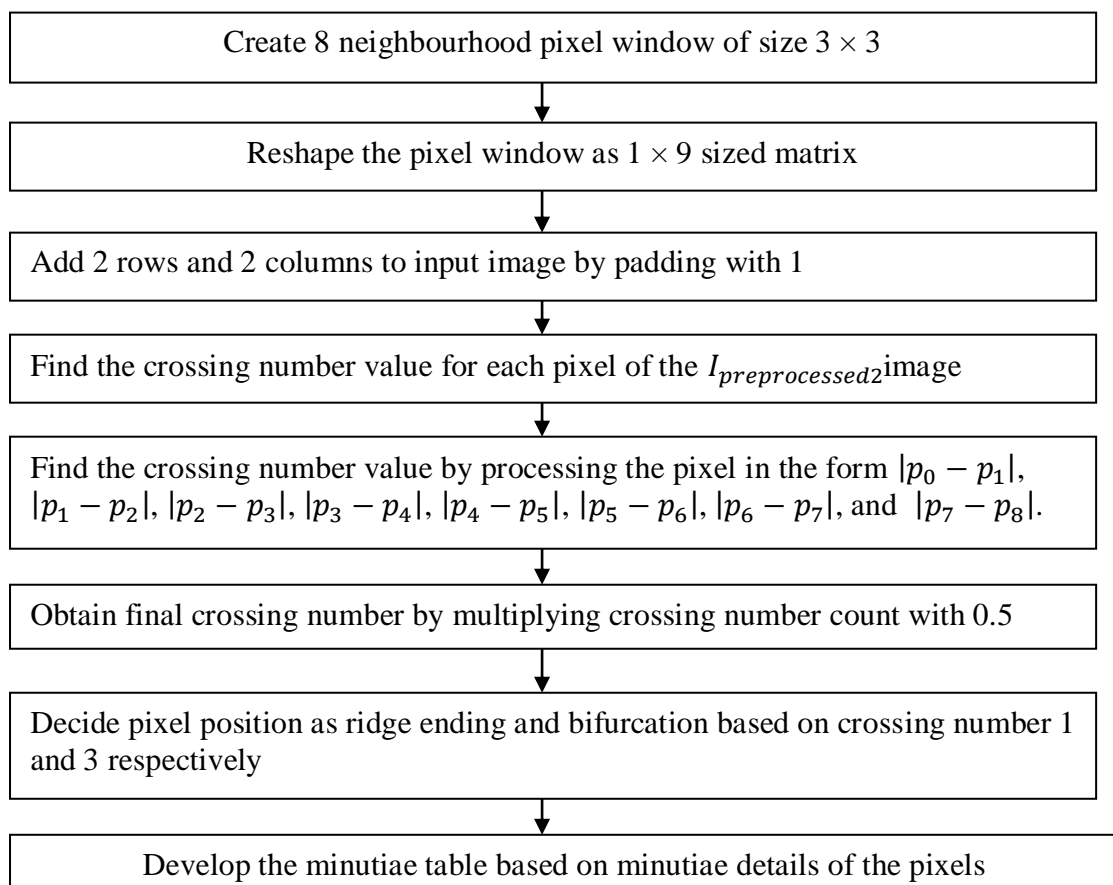 Create 8 neighbourhood pixel window of size 3 × 3
Reshape the pixel window as 1 × 9 sized matrix
Add 2 rows and 2 columns to input image by padding with 1
Find the crossing number value for each pixel of the I_{preprocessed2}image
Find the crossing number value by processing the pixel in the form |p₀ − p₁|,
|p₁ − p₂|, |p₂ − p₃|, |p₃ − p₄|, |p₄ − p₅|, |p₅ − p₆|, |p₆ − p₇|, and |p₇ − p₈|.
Obtain final crossing number by multiplying crossing number count with 0.5
Decide pixel position as ridge ending and bifurcation based on crossing number 1
and 3 respectively
Develop the minutiae table based on minutiae details of the pixels